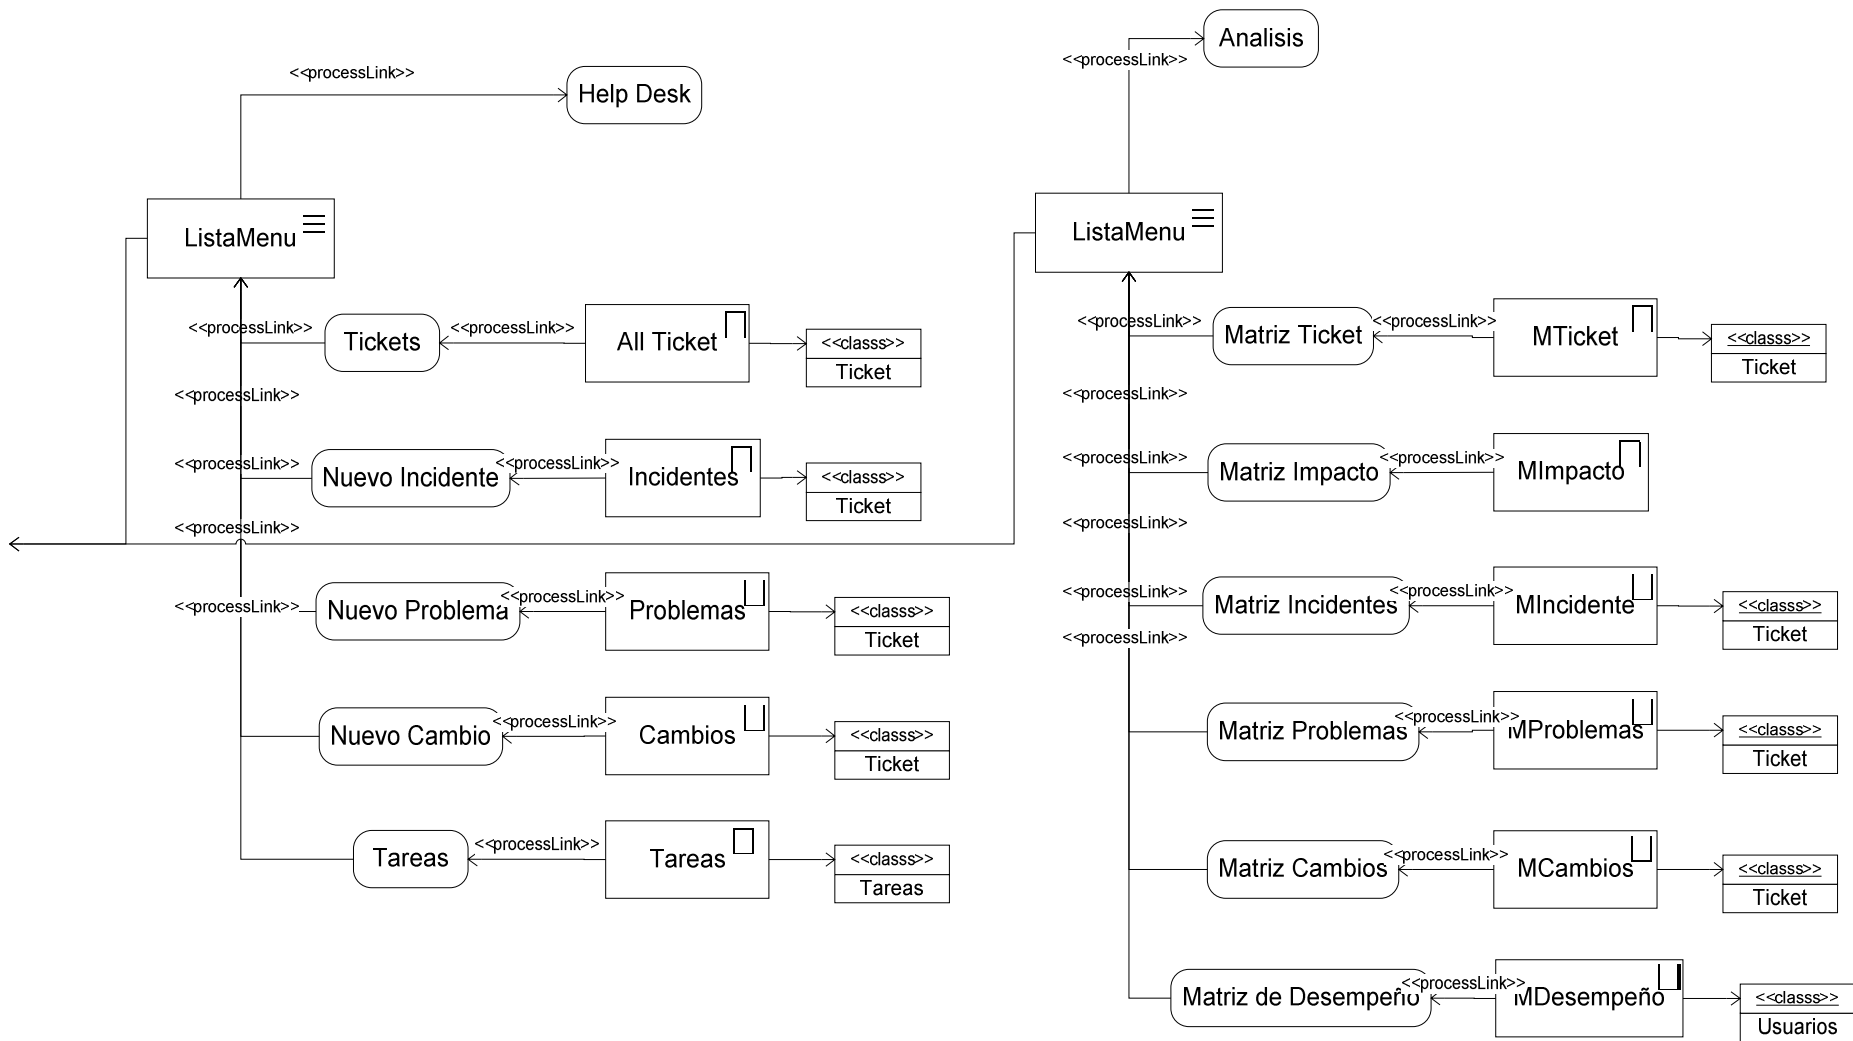 <<processLink>>
Help Desk
ListaMenu
<<processLink>>
Tickets
<<processLink>>
All Ticket
<<classs>>
Ticket
<<processLink>>
<<processLink>>
Nuevo Incidente
<<processLink>>
Incidentes
<<classs>>
Ticket
<<processLink>>
<<processLink>>
Nuevo Problema
<<processLink>>
Problemas
<<classs>>
Ticket
Nuevo Cambio
<<processLink>>
Cambios
<<classs>>
Ticket
Tareas
<<processLink>>
Tareas
<<classs>>
Tareas
<<processLink>>
Analisis
ListaMenu
<<processLink>>
Matriz Ticket
<<processLink>>
MTicket
<<classs>>
Ticket
<<processLink>>
<<processLink>>
Matriz Impacto
<<processLink>>
MImpacto
<<processLink>>
<<processLink>>
Matriz Incidentes
<<processLink>>
MIncidente
<<classs>>
Ticket
<<processLink>>
Matriz Problemas
<<processLink>>
MProblemas
<<classs>>
Ticket
Matriz Cambios
<<processLink>>
MCambios
<<classs>>
Ticket
Matriz de Desempeño
<<processLink>>
MDesempeño
<<classs>>
Usuarios